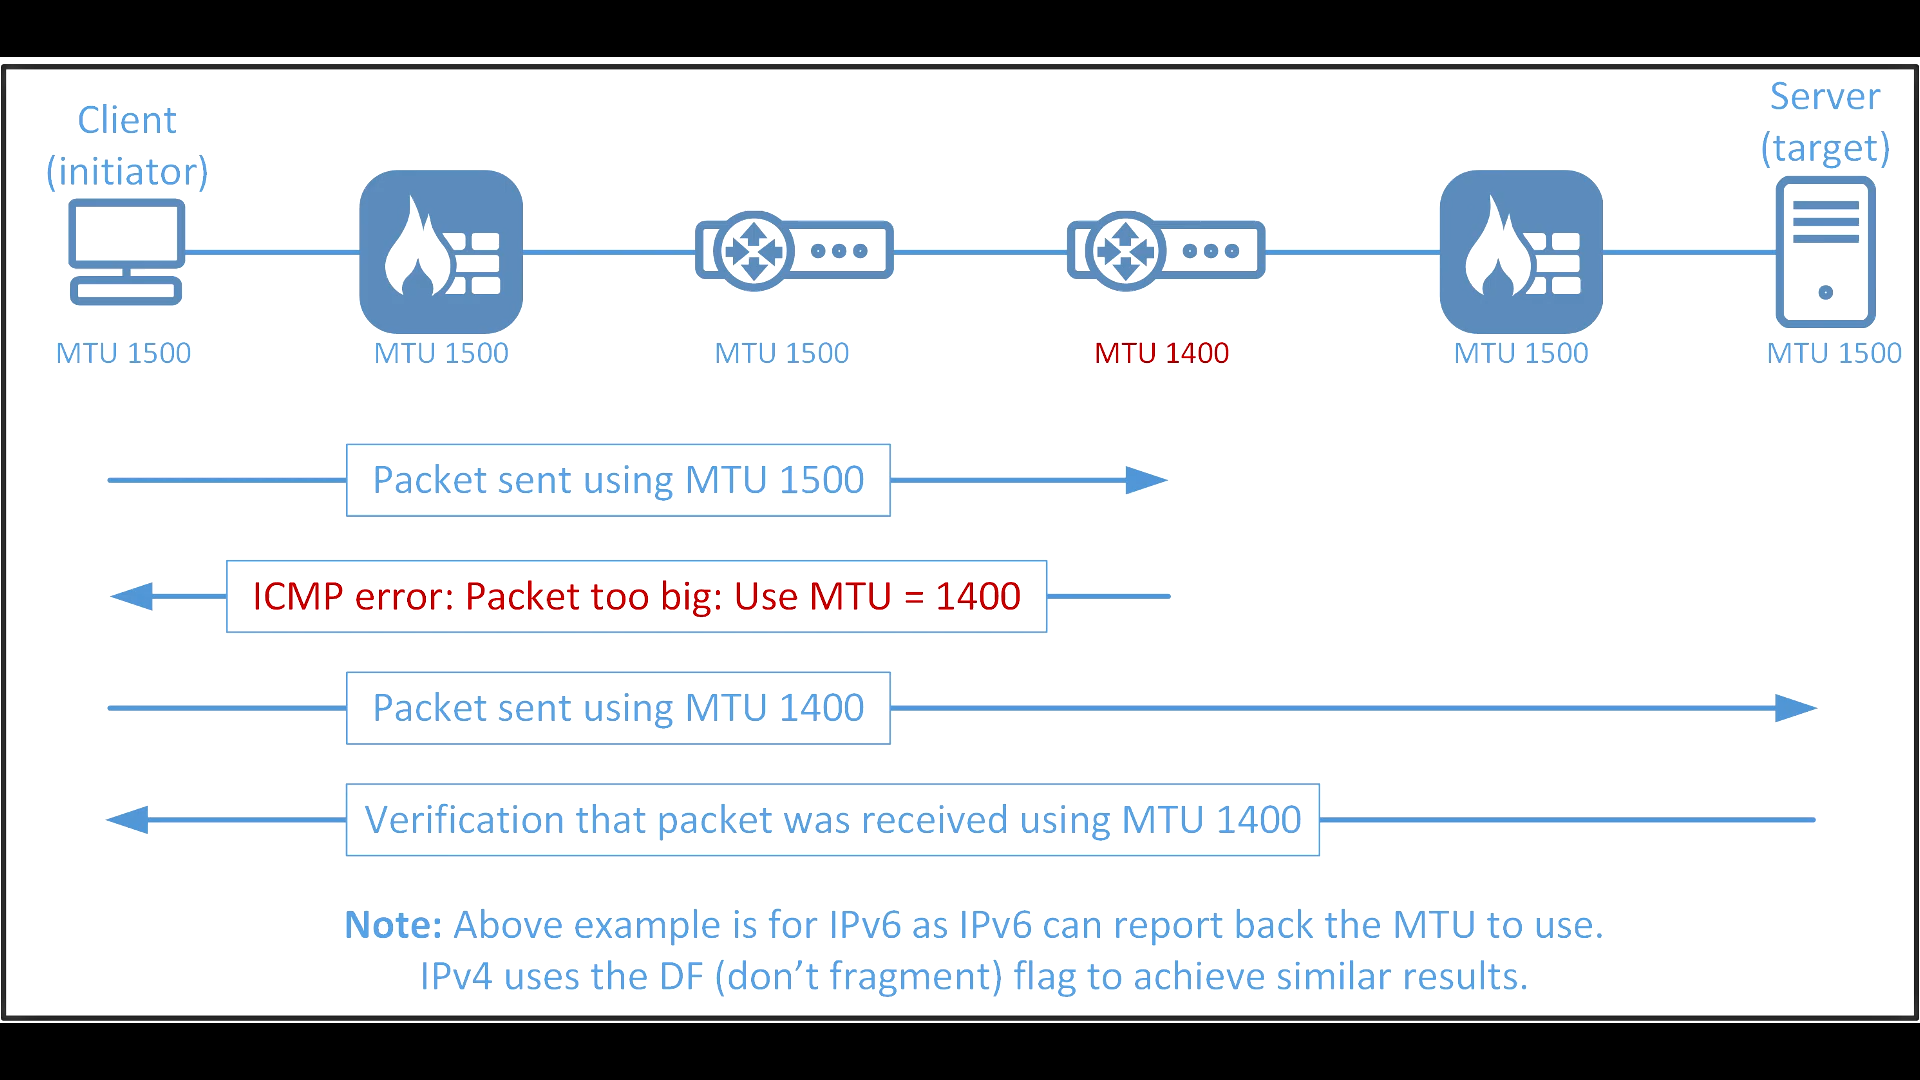 Client
(initiator)
Server
(target)
MTU 1500
MTU 1500
MTU 1500
MTU 1400
MTU 1500
MTU 1500
Packet sent using MTU 1500
ICMP error: Packet too big: Use MTU = 1400
Packet sent using MTU 1400
Verification that packet was received using MTU 1400
Note: Above example is for IPv6 as IPv6 can report back the MTU to use.
IPv4 uses the DF (don’t fragment) flag to achieve similar results.